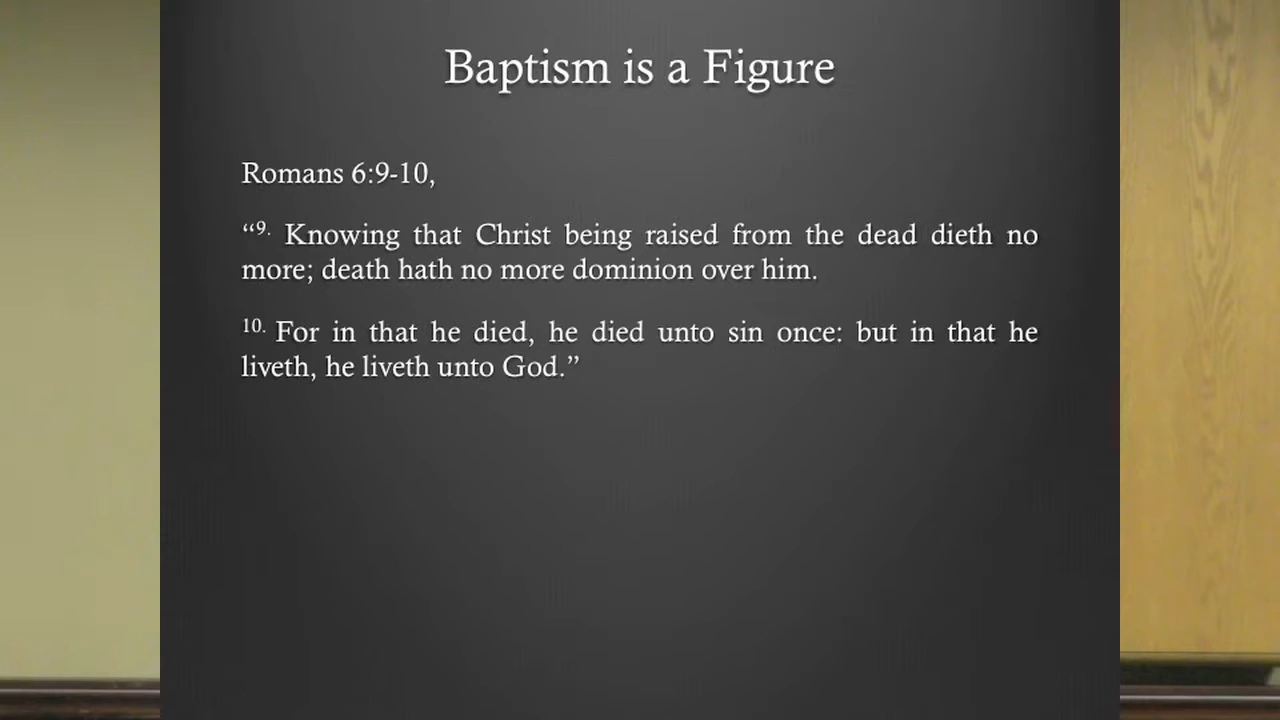 Baptism is a Figure
Romans 6:9-10,
“9. Knowing that Christ being raised from the dead dieth no
more; death hath no more dominion over him.
10. For in that he died, he died unto sin once: but in that he
liveth, he liveth unto God.”